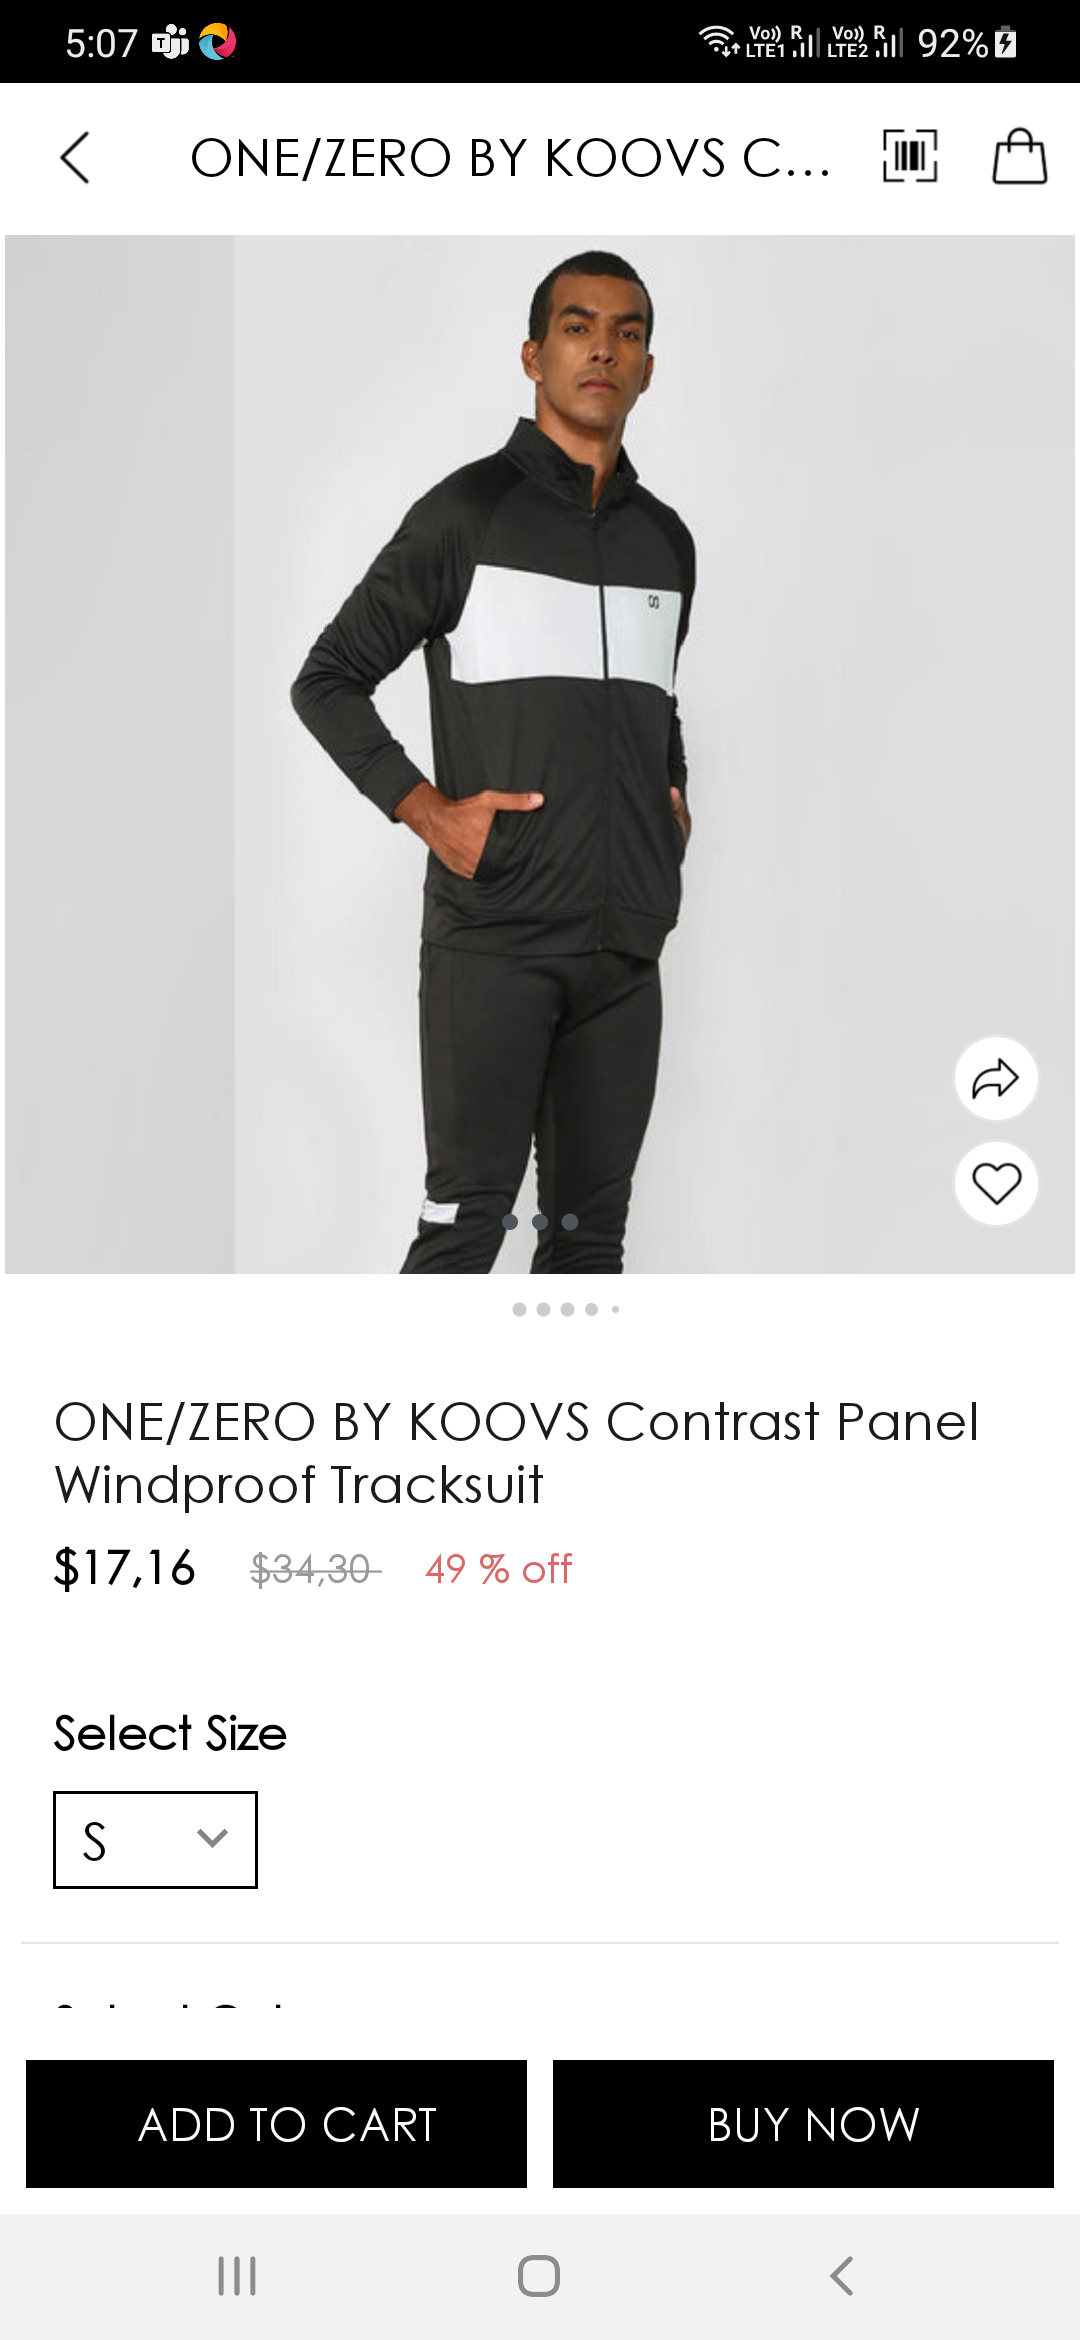 5:07
Vo)) R Vo)) R 92%
LTE1 LTE2
ONE/ZERO BY KOOVS C...
ONE/ZERO BY KOOVS Contrast Panel
Windproof Tracksuit
$17,16 $34,30 49 % off
Select Size
S
ADD TO CART BUY NOW